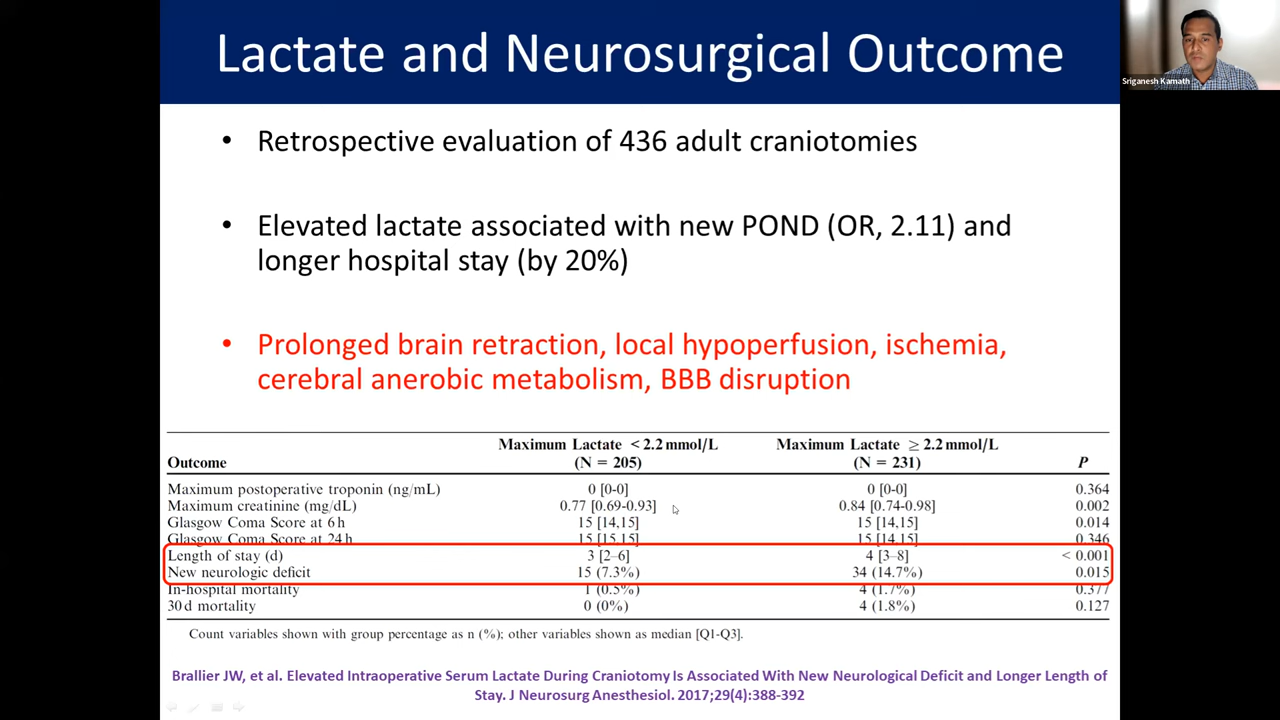 Lactate and Neurosurgical Outcome
Sriganesh Kamath
• Retrospective evaluation of 436 adult craniotomies
• Elevated lactate associated with new POND (OR, 2.11) and
longer hospital stay (by 20%)
• Prolonged brain retraction, local hypoperfusion, ischemia,
cerebral anerobic metabolism, BBB disruption
Maximum Lactate < 2.2 mmol/L Maximum Lactate ≥ 2.2 mmol/L
Outcome (N = 205) (N = 231) P
Maximum postoperative troponin (ng/mL) 0 [0-0] 0 [0-0] 0.364
Maximum creatinine (mg/dL) 0.77 [0.69-0.93] 0.84 [0.74-0.98] 0.002
Glasgow Coma Score at 6 h 15 [14,15] 15 [14,15] 0.014
Glasgow Coma Score at 24 h 15 [15,15] 15 [14,15] 0.346
Length of stay (d) 3 [2–6] 4 [3–8] < 0.001
New neurologic deficit 15 (7.3%) 34 (14.7%) 0.015
In-hospital mortality 1 (0.5%) 4 (1.7%) 0.377
30 d mortality 0 (0%) 4 (1.8%) 0.127
Count variables shown with group percentage as n (%); other variables shown as median [Q1-Q3].
Brallier JW, et al. Elevated Intraoperative Serum Lactate During Craniotomy Is Associated With New Neurological Deficit and Longer Length of
Stay. J Neurosurg Anesthesiol. 2017;29(4):388-392